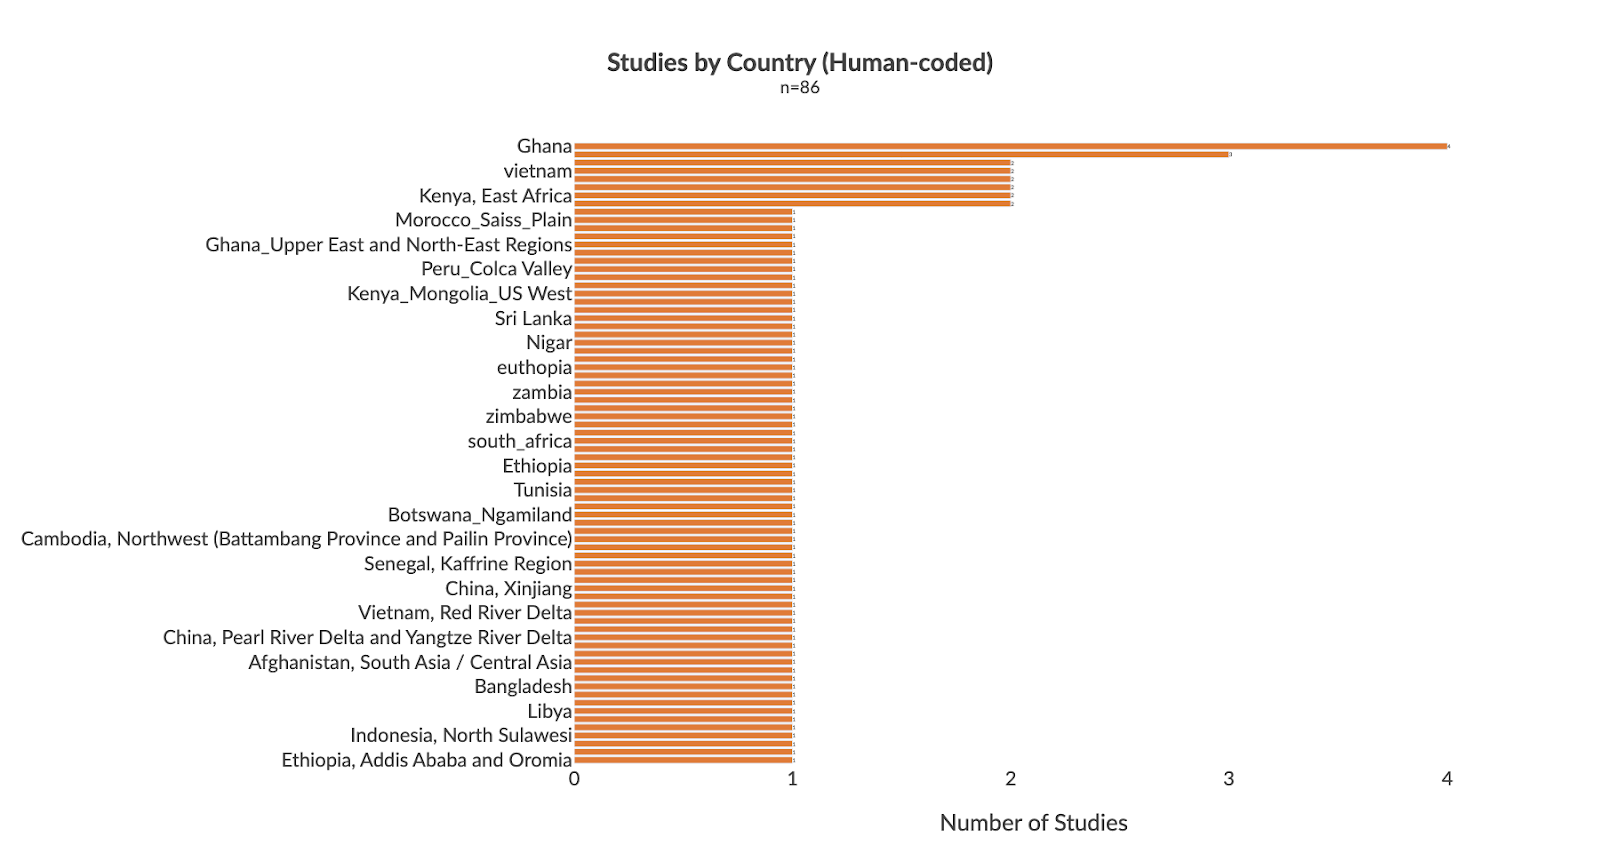 Studies by Country (Human-coded)
n=86
Ghana
vietnam
Kenya, East Africa
Morocco_Saiss_Plain
Ghana_Upper East and North-East Regions
Peru_Colca Valley
Kenya_Mongolia_US West
Sri Lanka
Nigar
euthopia
zambia
zimbabwe
south_africa
Ethiopia
Tunisia
Botswana_Ngamiland
Cambodia, Northwest (Battambang Province and Pailin Province)
Senegal, Kaffrine Region
China, Xinjiang
Vietnam, Red River Delta
China, Pearl River Delta and Yangtze River Delta
Afghanistan, South Asia / Central Asia
Bangladesh
Libya
Indonesia, North Sulawesi
Ethiopia, Addis Ababa and Oromia
0 1 2 3 4
Number of Studies